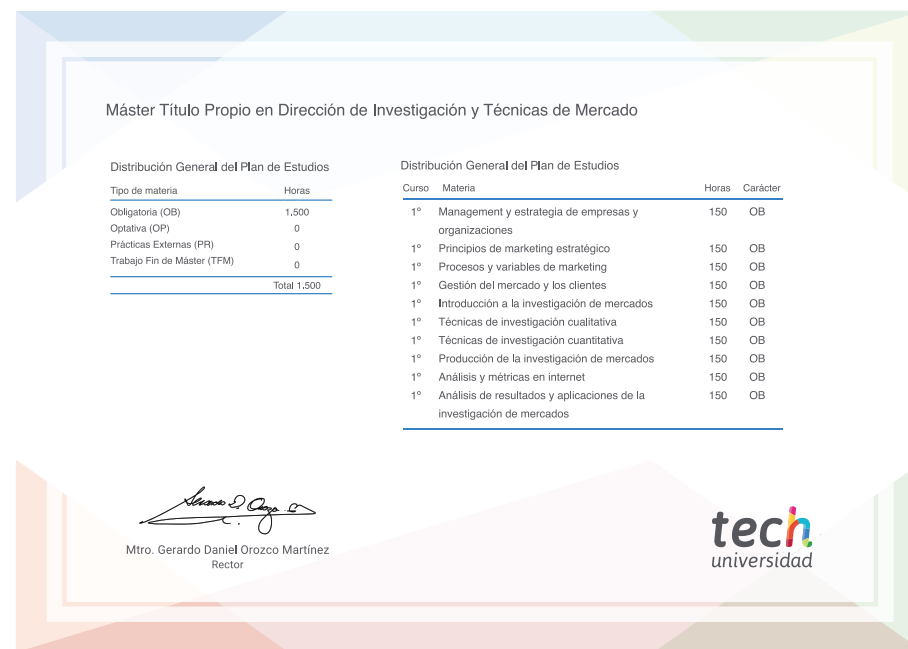 Máster Título Propio en Dirección de Investigación y Técnicas de Mercado
Distribución General del Plan de Estudios
Tipo de materia Horas
Obligatoria (OB) 1.500
Optativa (OP) 0
Prácticas Externas (PR) 0
Trabajo Fin de Máster (TFM) 0
Total 1.500
Distribución General del Plan de Estudios
Curso Materia Horas Carácter
1º Management y estrategia de empresas y 150 OB
organizaciones
1º Principios de marketing estratégico 150 OB
1º Procesos y variables de marketing 150 OB
1º Gestión del mercado y los clientes 150 OB
1º Introducción a la investigación de mercados 150 OB
1º Técnicas de investigación cualitativa 150 OB
1º Técnicas de investigación cuantitativa 150 OB
1º Producción de la investigación de mercados 150 OB
1º Análisis y métricas en internet 150 OB
1º Análisis de resultados y aplicaciones de la 150 OB
investigación de mercados
Mtro. Gerardo Daniel Orozco Martínez
Rector
tech
universidad